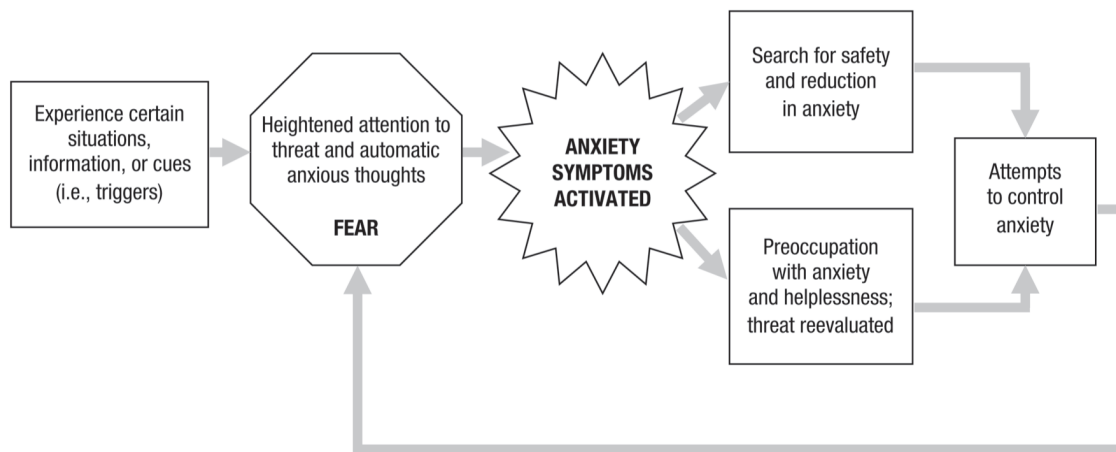 Experience certain
situations,
information, or cues
(i.e., triggers)
Heightened attention to
threat and automatic
anxious thoughts
FEAR
ANXIETY
SYMPTOMS
ACTIVATED
Search for safety
and reduction
in anxiety
Preoccupation
with anxiety
and helplessness;
threat reevaluated
Attempts
to control
anxiety